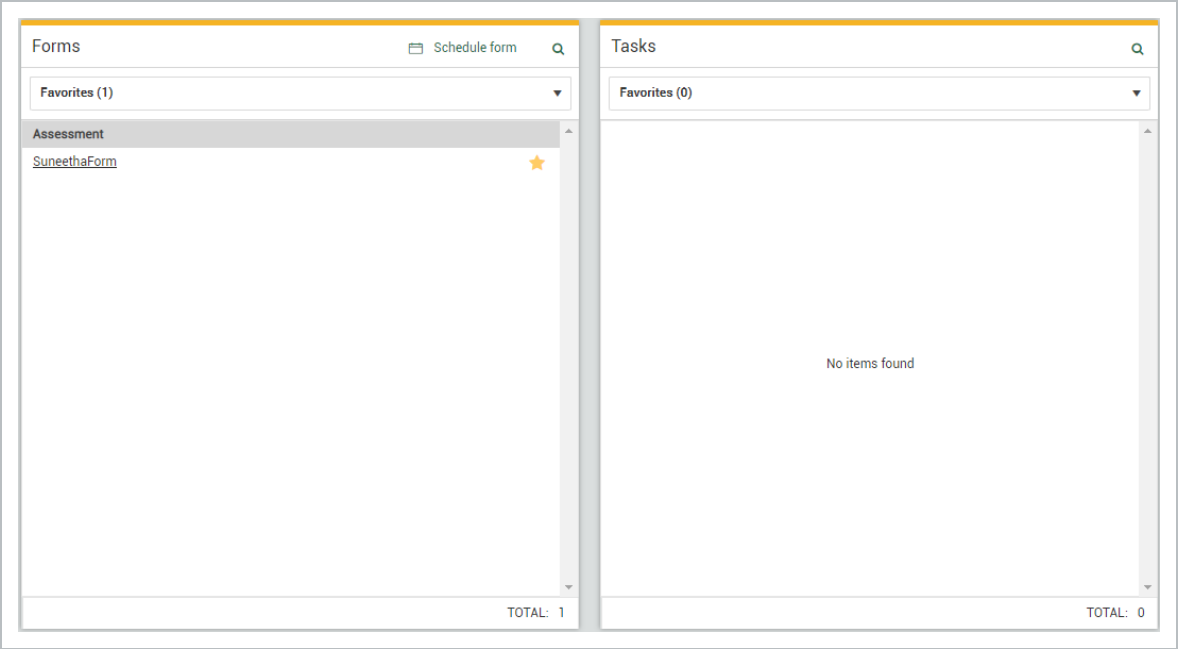 Forms
Schedule form
Favorites (1)
Assessment
SuneethaForm
TOTAL: 1
Tasks
Favorites (0)
No items found
TOTAL: 0